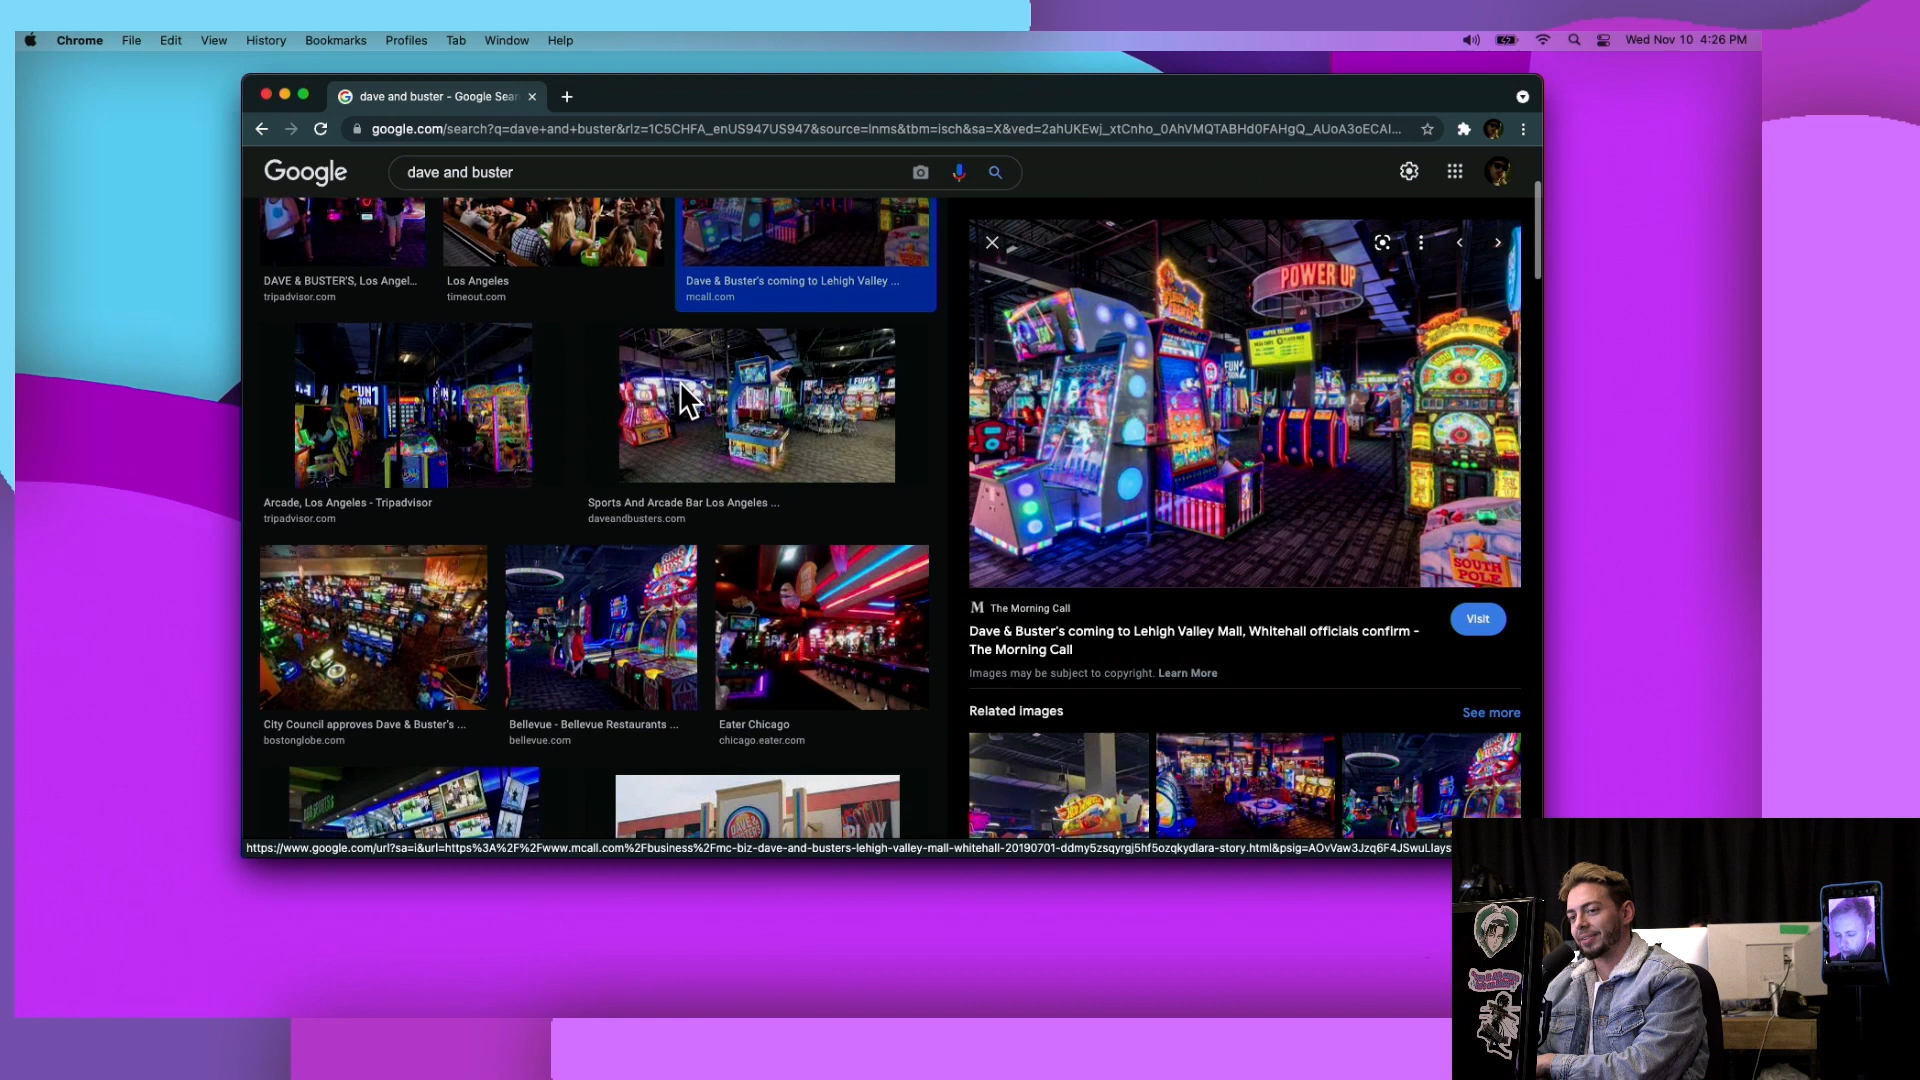 Chrome File Edit View History Bookmarks Profiles Tab Window Help
Wed Nov 10 4:26 PM
dave and buster - Google Sear
google.com/search?q=dave+and+buster&rlz=1C5CHFA_enUS947US947&source=lnms&tbm=isch&sa=X&ved=2ahUKEwj_xtCnho_0AhVMQTABHd0FAHgQ_AUoA3oECAI...
Google
dave and buster
DAVE & BUSTER'S, Los Angel...
tripadvisor.com
Los Angeles
timeout.com
Dave & Buster's coming to Lehigh Valley ...
mcall.com
Arcade, Los Angeles - Tripadvisor
tripadvisor.com
Sports And Arcade Bar Los Angeles ...
daveandbusters.com
City Council approves Dave & Buster's ...
bostonglobe.com
Bellevue - Bellevue Restaurants ...
bellevue.com
Eater Chicago
chicago.eater.com
DAVE &
BUSTER'S
PLAY
POWER UP
FUN
SOUTH
POLE
M The Morning Call
Dave & Buster's coming to Lehigh Valley Mall, Whitehall officials confirm -
The Morning Call
Visit
Images may be subject to copyright. Learn More
Related images
See more
https://www.google.com/url?sa=i&url=https%3A%2F%2Fwww.mcall.com%2Fbusiness%2Fmc-biz-dave-and-busters-lehigh-valley-mall-whitehall-20190701-ddmy5zsqyrgj5hf5ozqkydlara-story.html&psig=AOvVaw3Jzq6F4JSwuLlays